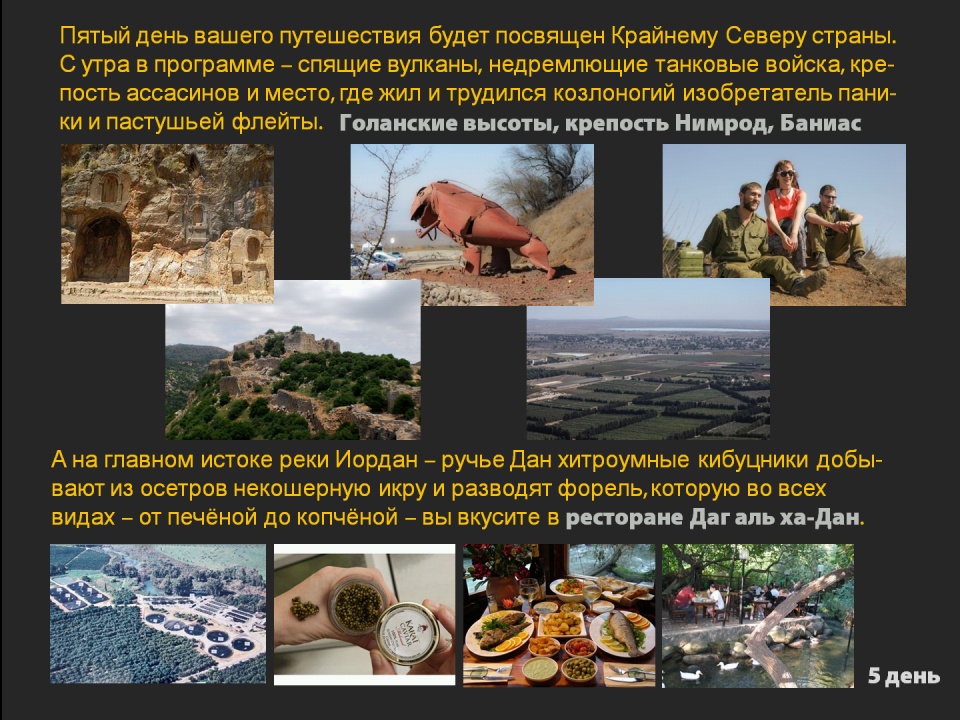 Пятый день вашего путешествия будет посвящен Крайнему Северу страны.
С утра в программе – спящие вулканы, недремлющие танковые войска, кре-
пость ассасинов и место, где жил и трудился козлоногий изобретатель пани-
ки и пастушьей флейты. Голанские высоты, крепость Нимрод, Баниас
А на главном истоке реки Иордан – ручье Дан хитроумные кибуцники добы-
вают из осетров некошерную икру и разводят форель, которую во всех
видах – от печёной до копчёной – вы вкусите в ресторане Даг аль ха-Дан.
KARAT
CAVIAR
5 день